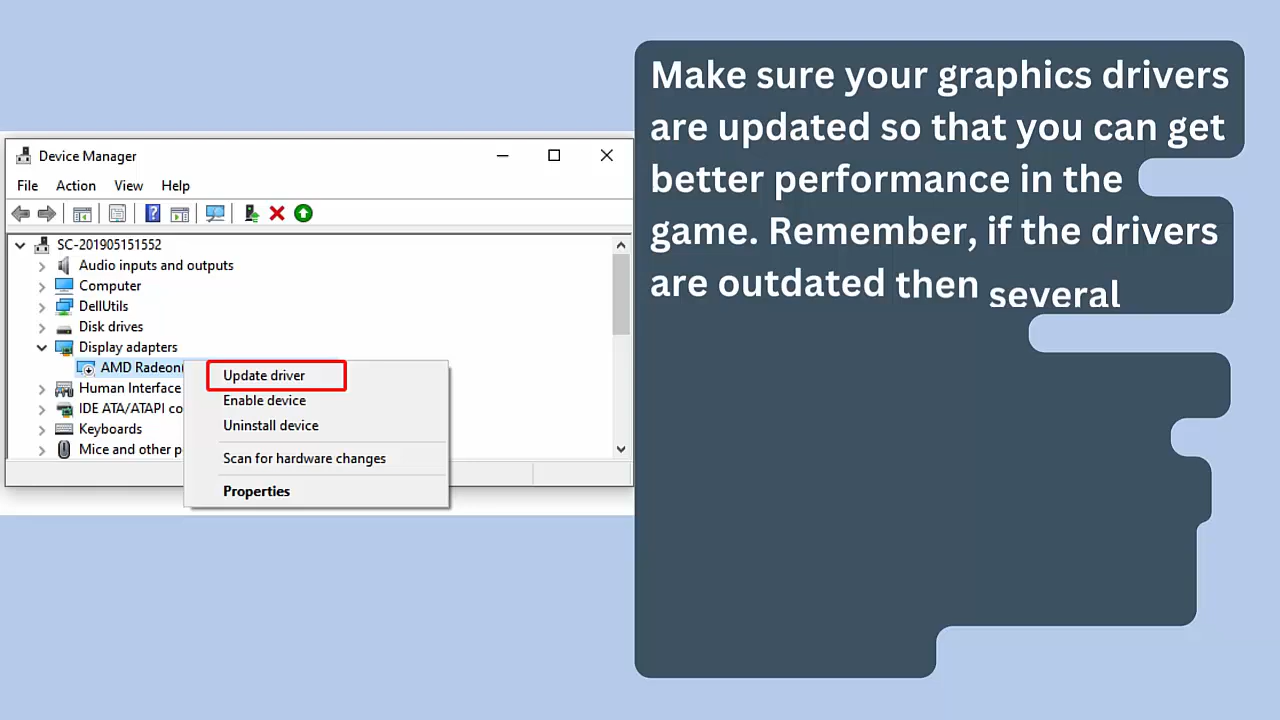 Device Manager
File Action View Help
SC-201905151552
Audio inputs and outputs
Computer
DellUtils
Disk drives
Display adapters
AMD Radeon(
Human Interface
IDE ATA/ATAPI co
Keyboards
Mice and other p
Update driver
Enable device
Uninstall device
Scan for hardware changes
Properties
Make sure your graphics drivers
are updated so that you can get
better performance in the
game. Remember, if the drivers
are outdated then several